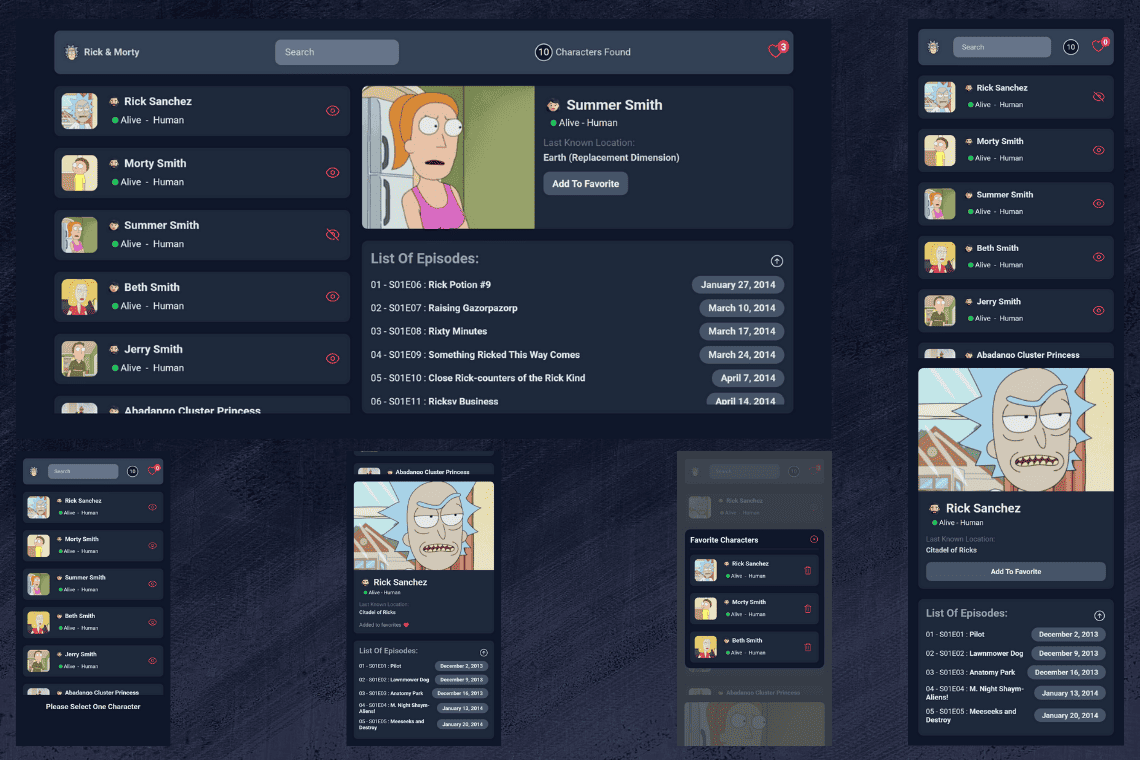 Rick & Morty
Search
10 Characters Found
3
Rick Sanchez
Alive - Human
Morty Smith
Alive - Human
Summer Smith
Alive - Human
Beth Smith
Alive - Human
Jerry Smith
Alive - Human
Abadango Cluster Princess
Summer Smith
Alive - Human
Last Known Location:
Earth (Replacement Dimension)
Add To Favorite
List Of Episodes:
01 - S01E06 : Rick Potion #9 January 27, 2014
02 - S01E07 : Raising Gazorpazorp March 10, 2014
03 - S01E08 : Rixty Minutes March 17, 2014
04 - S01E09 : Something Ricked This Way Comes March 24, 2014
05 - S01E10 : Close Rick-counters of the Rick Kind April 7, 2014
06 - S01E11 : Ricksy Business April 14, 2014
Search
10
0
Rick Sanchez
Alive - Human
Morty Smith
Alive - Human
Summer Smith
Alive - Human
Beth Smith
Alive - Human
Jerry Smith
Alive - Human
Abadango Cluster Princess
Rick Sanchez
Alive - Human
Last Known Location:
Citadel of Ricks
Add To Favorite
List Of Episodes:
01 - S01E01 : Pilot December 2, 2013
02 - S01E02 : Lawnmower Dog December 9, 2013
03 - S01E03 : Anatomy Park December 16, 2013
04 - S01E04 : M. Night Shaym-
Aliens! January 13, 2014
05 - S01E05 : Meeseeks and
Destroy January 20, 2014
Search
10
0
Rick Sanchez
Alive - Human
Morty Smith
Alive - Human
Summer Smith
Alive - Human
Beth Smith
Alive - Human
Jerry Smith
Alive - Human
Abadango Cluster Princess
Please Select One Character
Abadango Cluster Princess
Rick Sanchez
Alive - Human
Last Known Location:
Citadel of Ricks
Added to favorites
List Of Episodes:
01 - S01E01 : Pilot December 2, 2013
02 - S01E02 : Lawnmower Dog December 9, 2013
03 - S01E03 : Anatomy Park December 16, 2013
04 - S01E04 : M. Night Shaym-
Aliens! January 13, 2014
05 - S01E05 : Meeseeks and
Destroy January 20, 2014
Search
10
Rick Sanchez
Alive - Human
Favorite Characters
Rick Sanchez
Alive - Human
Morty Smith
Alive - Human
Beth Smith
Alive - Human
Abadango Cluster Princess